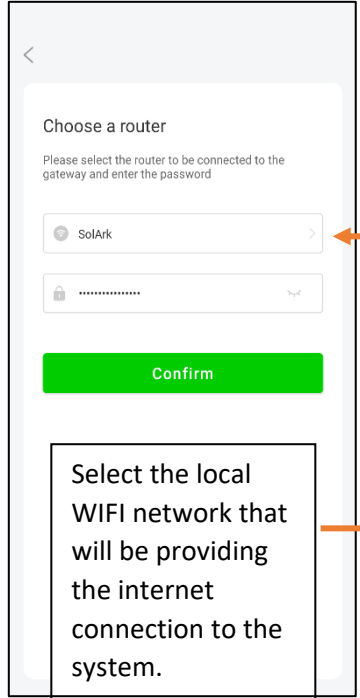 Choose a router
Please select the router to be connected to the
gateway and enter the password
SolArk
················
Confirm
Select the local
WIFI network that
will be providing
the internet
connection to the
system.